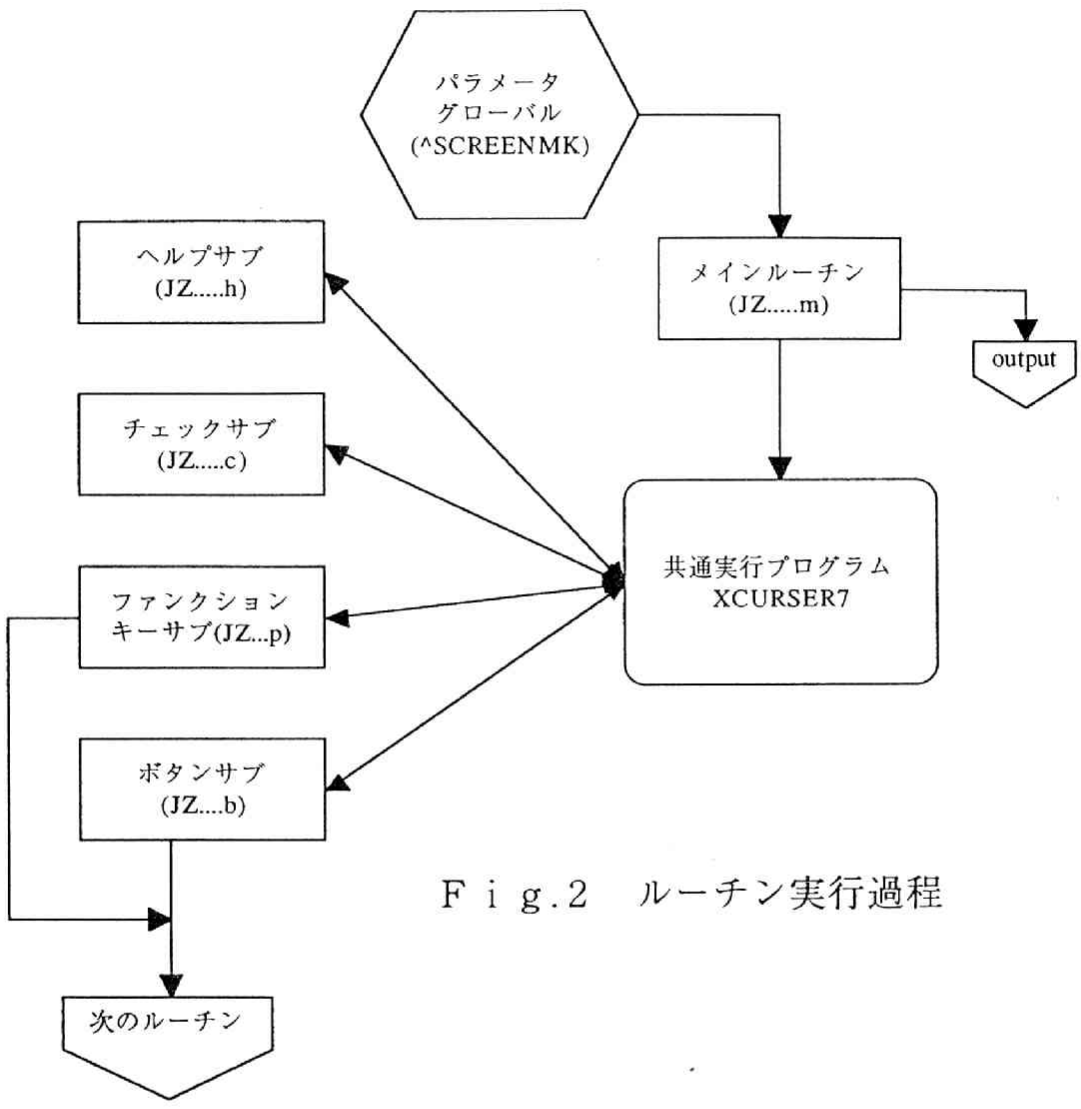 パラメータ
グローバル
(^SCREENMK)
ヘルプサブ
(JZ.....h)
メインルーチン
(JZ.....m)
output
チェックサブ
(JZ.....c)
共通実行プログラム
XCURSER7
ファンクション
キーサブ(JZ...p)
ボタンサブ
(JZ....b)
Ｆｉｇ.２　ルーチン実行過程
次のルーチン